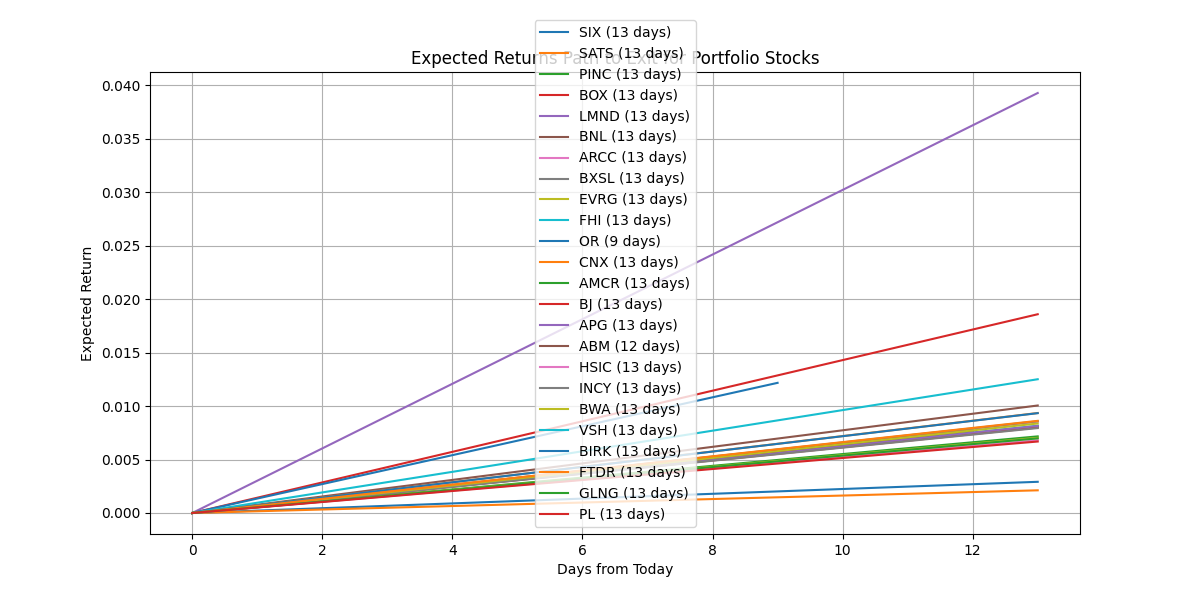 Expected Returns Path to Exit for Portfolio Stocks
SIX (13 days)
SATS (13 days)
PINC (13 days)
BOX (13 days)
LMND (13 days)
BNL (13 days)
ARCC (13 days)
BXSL (13 days)
EVRG (13 days)
FHI (13 days)
OR (9 days)
CNX (13 days)
AMCR (13 days)
BJ (13 days)
APG (13 days)
ABM (12 days)
HSIC (13 days)
INCY (13 days)
BWA (13 days)
VSH (13 days)
BIRK (13 days)
FTDR (13 days)
GLNG (13 days)
PL (13 days)
Expected Return
0.040
0.035
0.030
0.025
0.020
0.015
0.010
0.005
0.000
0 2 4 6 8 10 12
Days from Today